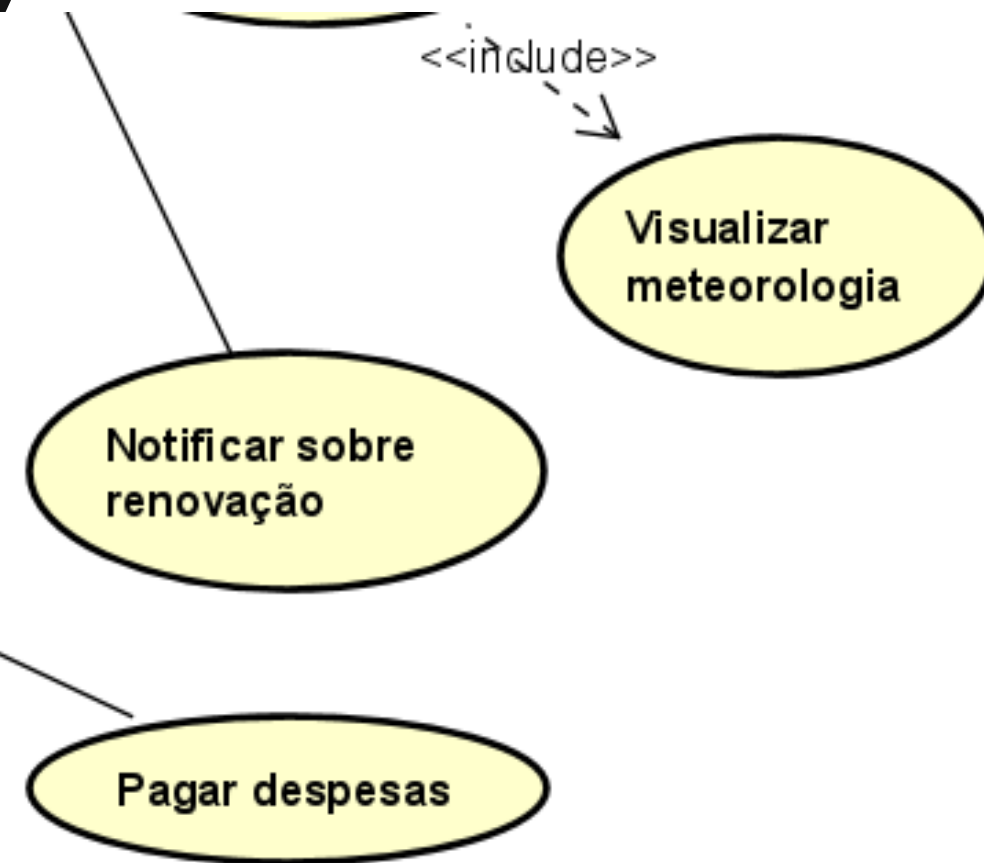 <<include>>
Visualizar
meteorologia
Notificar sobre
renovação
Pagar despesas